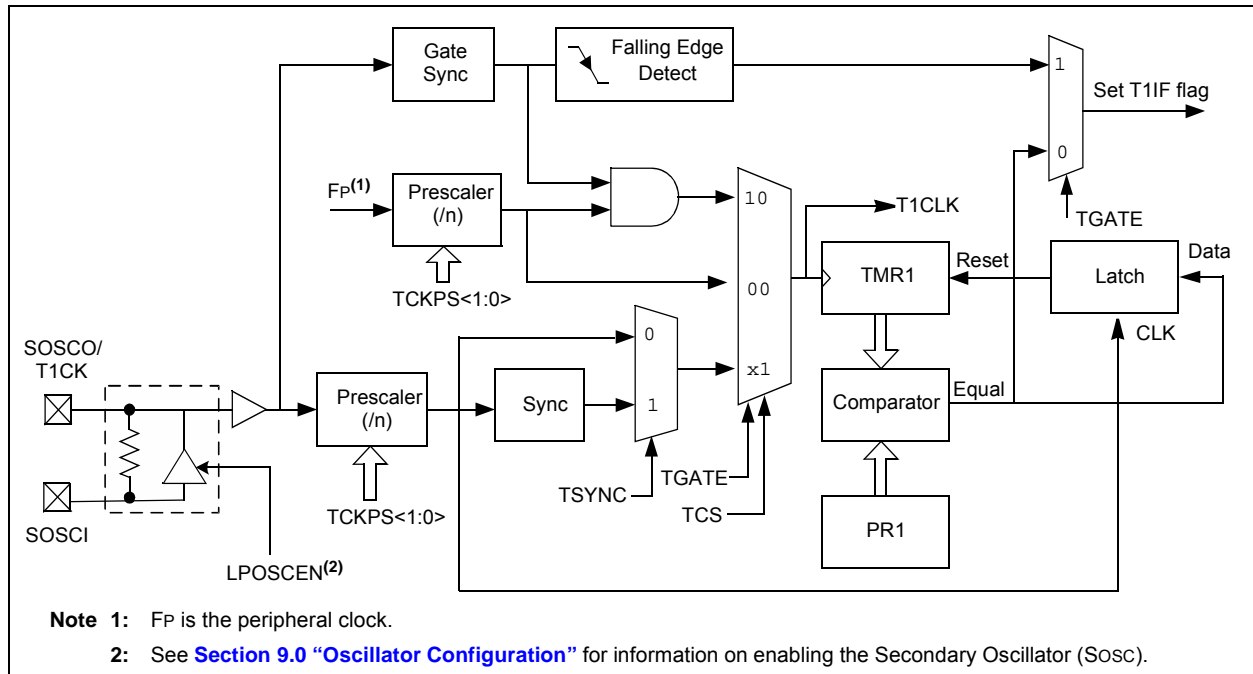 Gate
Sync
Falling Edge
Detect
1
Set T1IF flag
0
FP(1)
Prescaler
(/n)
10
T1CLK
TGATE
TCKPS<1:0>
00
TMR1
Reset
Latch
Data
CLK
SOSCO/
T1CK
0
x1
Prescaler
(/n)
Sync
1
Comparator
Equal
SOSCI
TCKPS<1:0>
TSYNC
TGATE
TCS
PR1
LPOSCEN(2)
Note 1: FP is the peripheral clock.
2: See Section 9.0 “Oscillator Configuration” for information on enabling the Secondary Oscillator (SOSC).